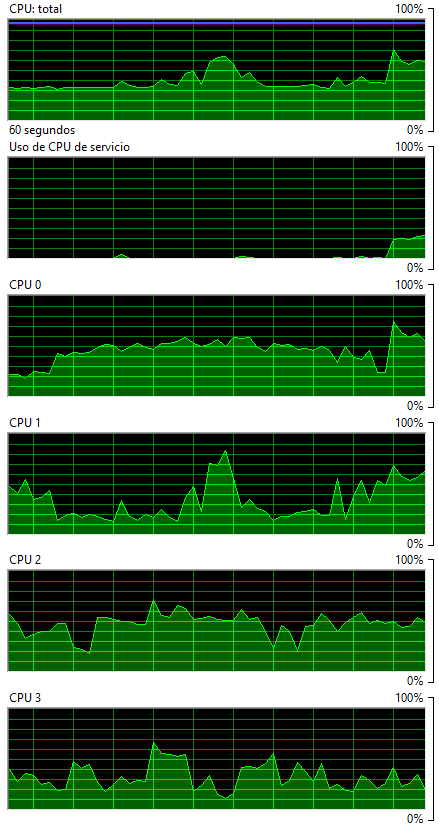 CPU: total 100%
60 segundos 0%
Uso de CPU de servicio 100%
0%
CPU 0 100%
0%
CPU 1 100%
0%
CPU 2 100%
0%
CPU 3 100%
0%